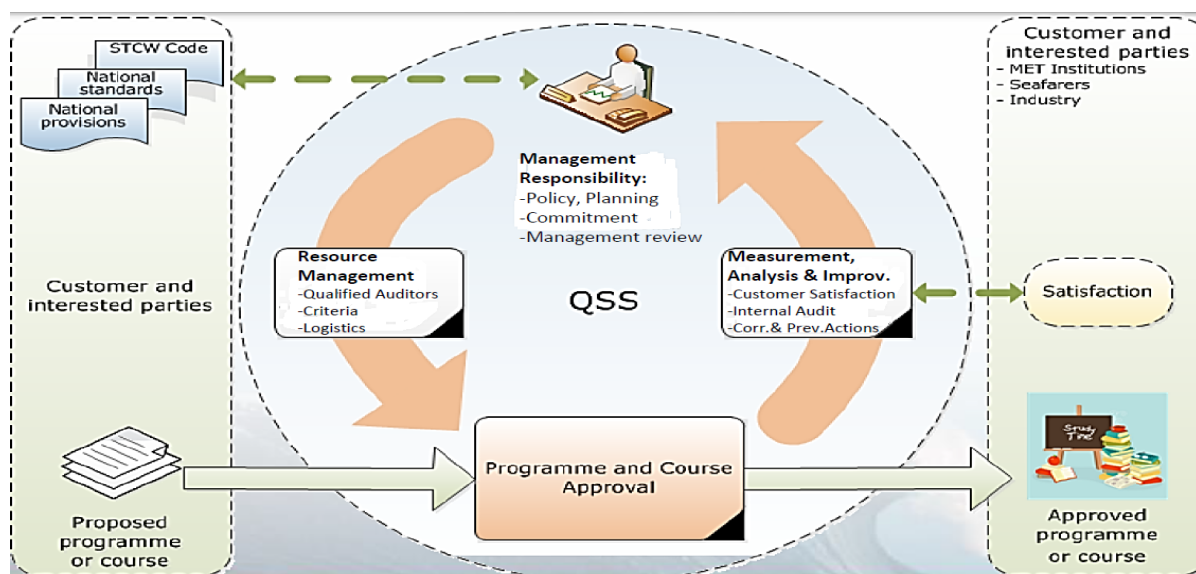 STCW Code
National
standards
National
provisions
Customer and
interested parties
Proposed
programme
or course
Management
Responsibility:
-Policy, Planning
-Commitment
-Management review
Resource
Management
-Qualified Auditors
-Criteria
-Logistics
QSS
Measurement,
Analysis & Improv.
-Customer Satisfaction
-Internal Audit
-Corr.& Prev.Actions
Programme and Course
Approval
Customer and
interested parties
- MET Institutions
- Seafarers
- Industry
Satisfaction
Study
Approved
programme
or course